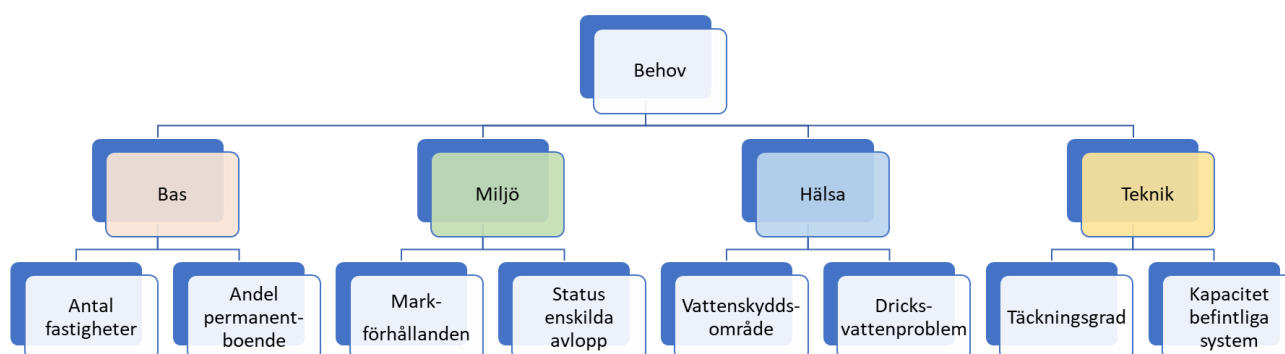 Behov
Bas
Miljö
Hälsa
Teknik
Antal
fastigheter
Andel
permanent-
boende
Mark-
förhållanden
Status
enskilda
avlopp
Vattenskydds-
område
Dricks-
vattenproblem
Täckningsgrad
Kapacitet
befintliga
system